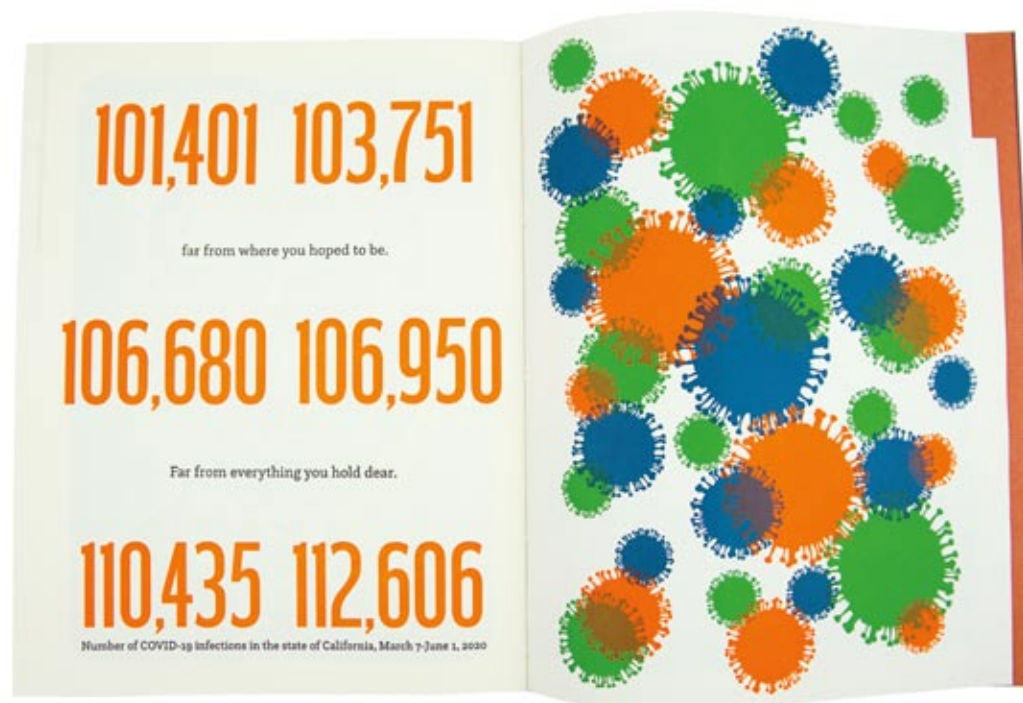 101,401 103,751
far from where you hoped to be.
106,680 106,950
Far from everything you hold dear.
110,435 112,606
Number of COVID-19 infections in the state of California, March 7-June 1, 2020